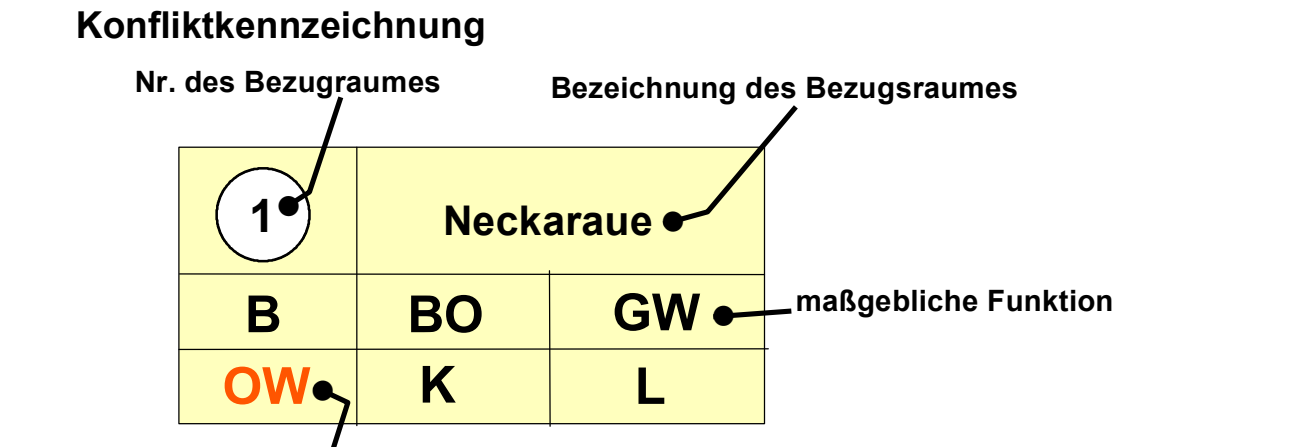 Konfliktkennzeichnung
Nr. des Bezugraumes
Bezeichnung des Bezugsraumes
1
Neckaraue
B BO GW
maßgebliche Funktion
OW K L